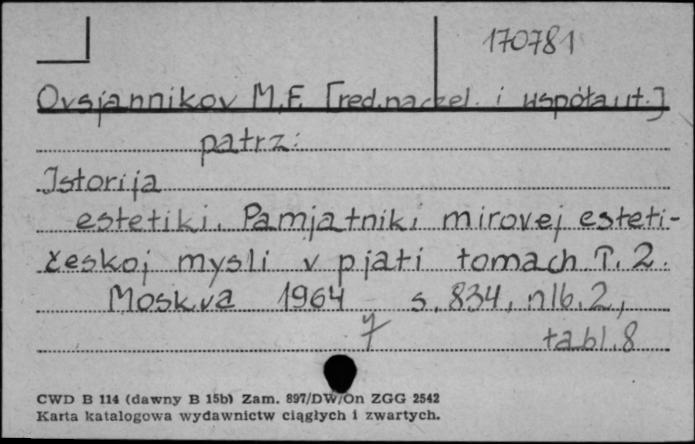 170781
Ovsjannikov M.F. [red.naczel. i współaut.]
patrz:
Istorija
estetiki. Pamjatniki mirovej esteti-
českoj mysli v pjati tomach. T. 2.
Moskva 1964 s. 834, nlb. 2,
tabl. 8
CWD B 114 (dawny B 15b) Zam. 897/DW/On ZGG 2542
Karta katalogowa wydawnictw ciągłych i zwartych.